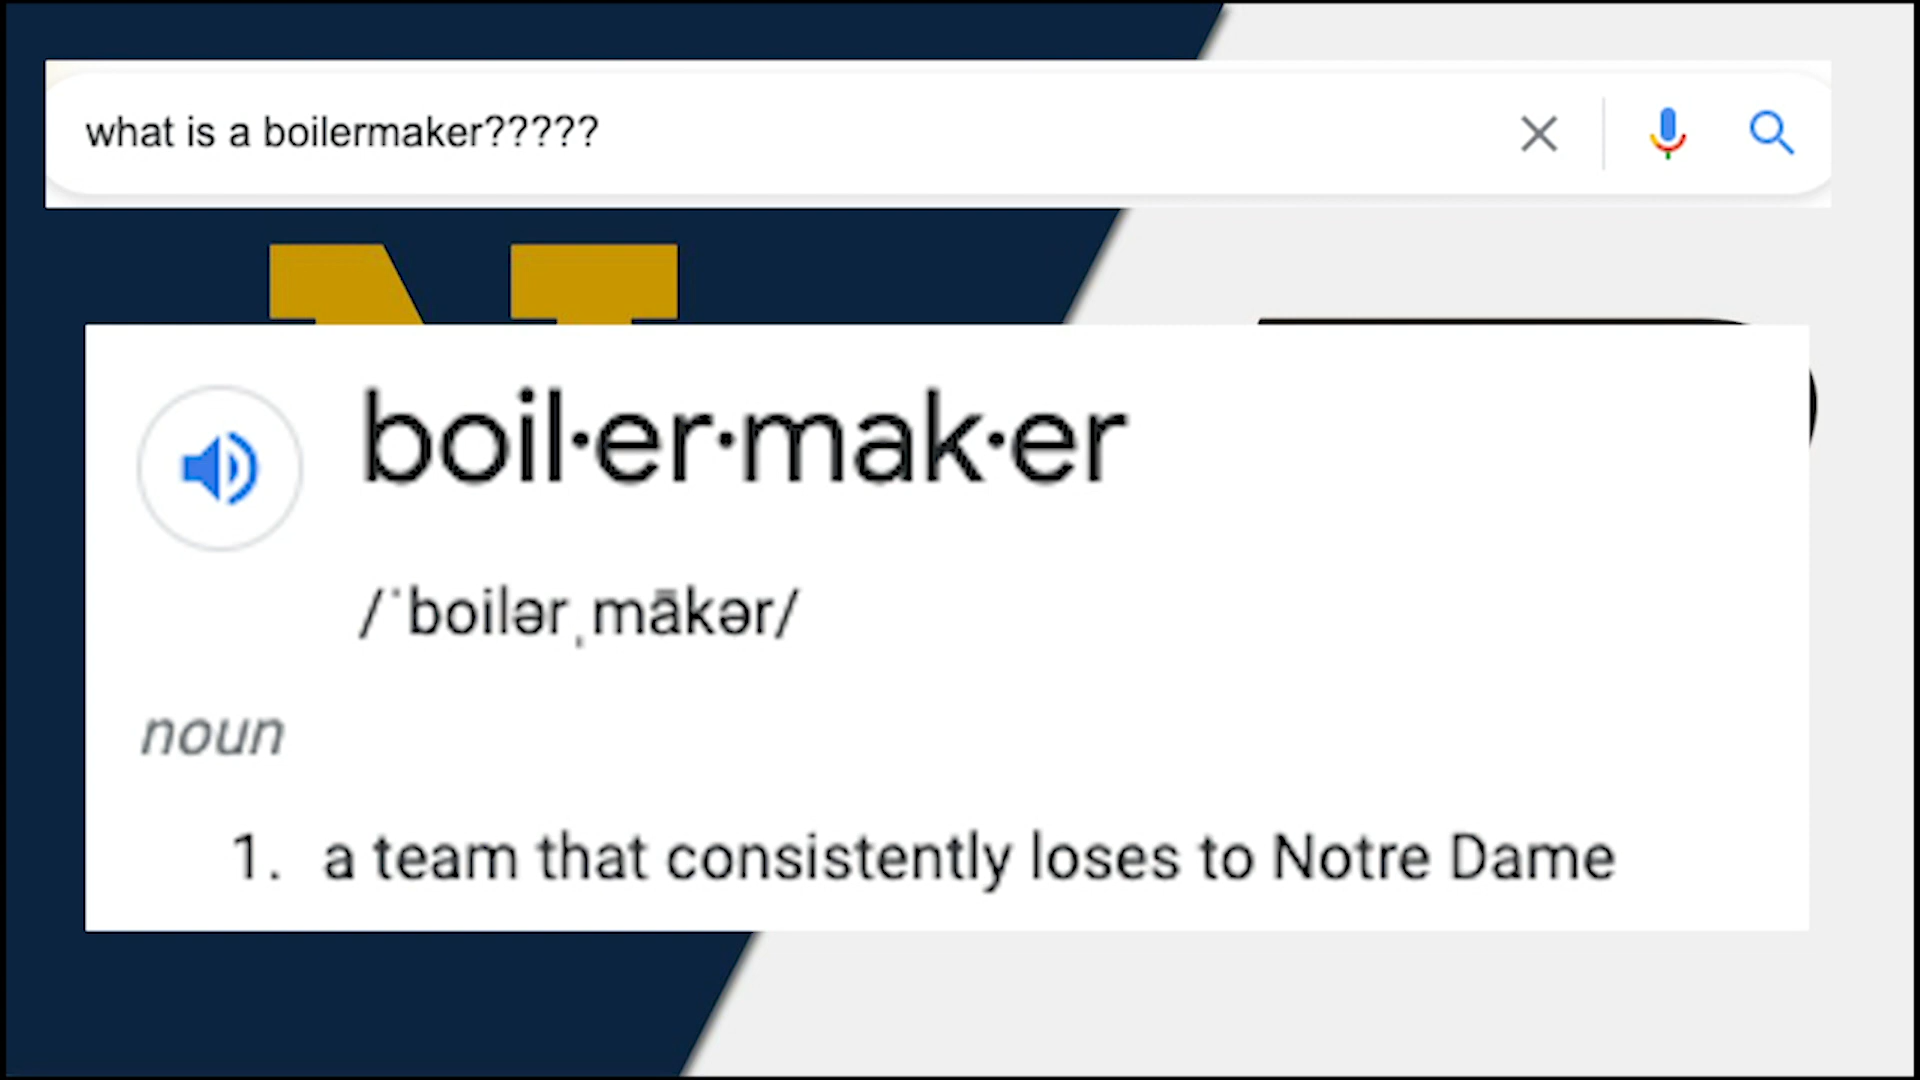 what is a boilermaker?????
boil·er·mak·er
/ˈboilərˌmākər/
noun
1. a team that consistently loses to Notre Dame